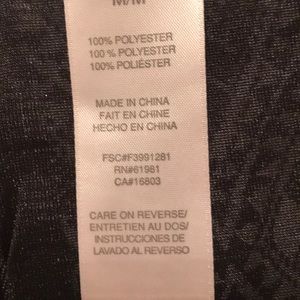 M/M
100% POLYESTER
100 % POLYESTER
100% POLIÉSTER
MADE IN CHINA
FAIT EN CHINE
HECHO EN CHINA
FSC#F3991281
RN#61981
CA#16803
CARE ON REVERSE/
ENTRETIEN AU DOS/
INSTRUCCIONES DE
LAVADO AL REVERSO